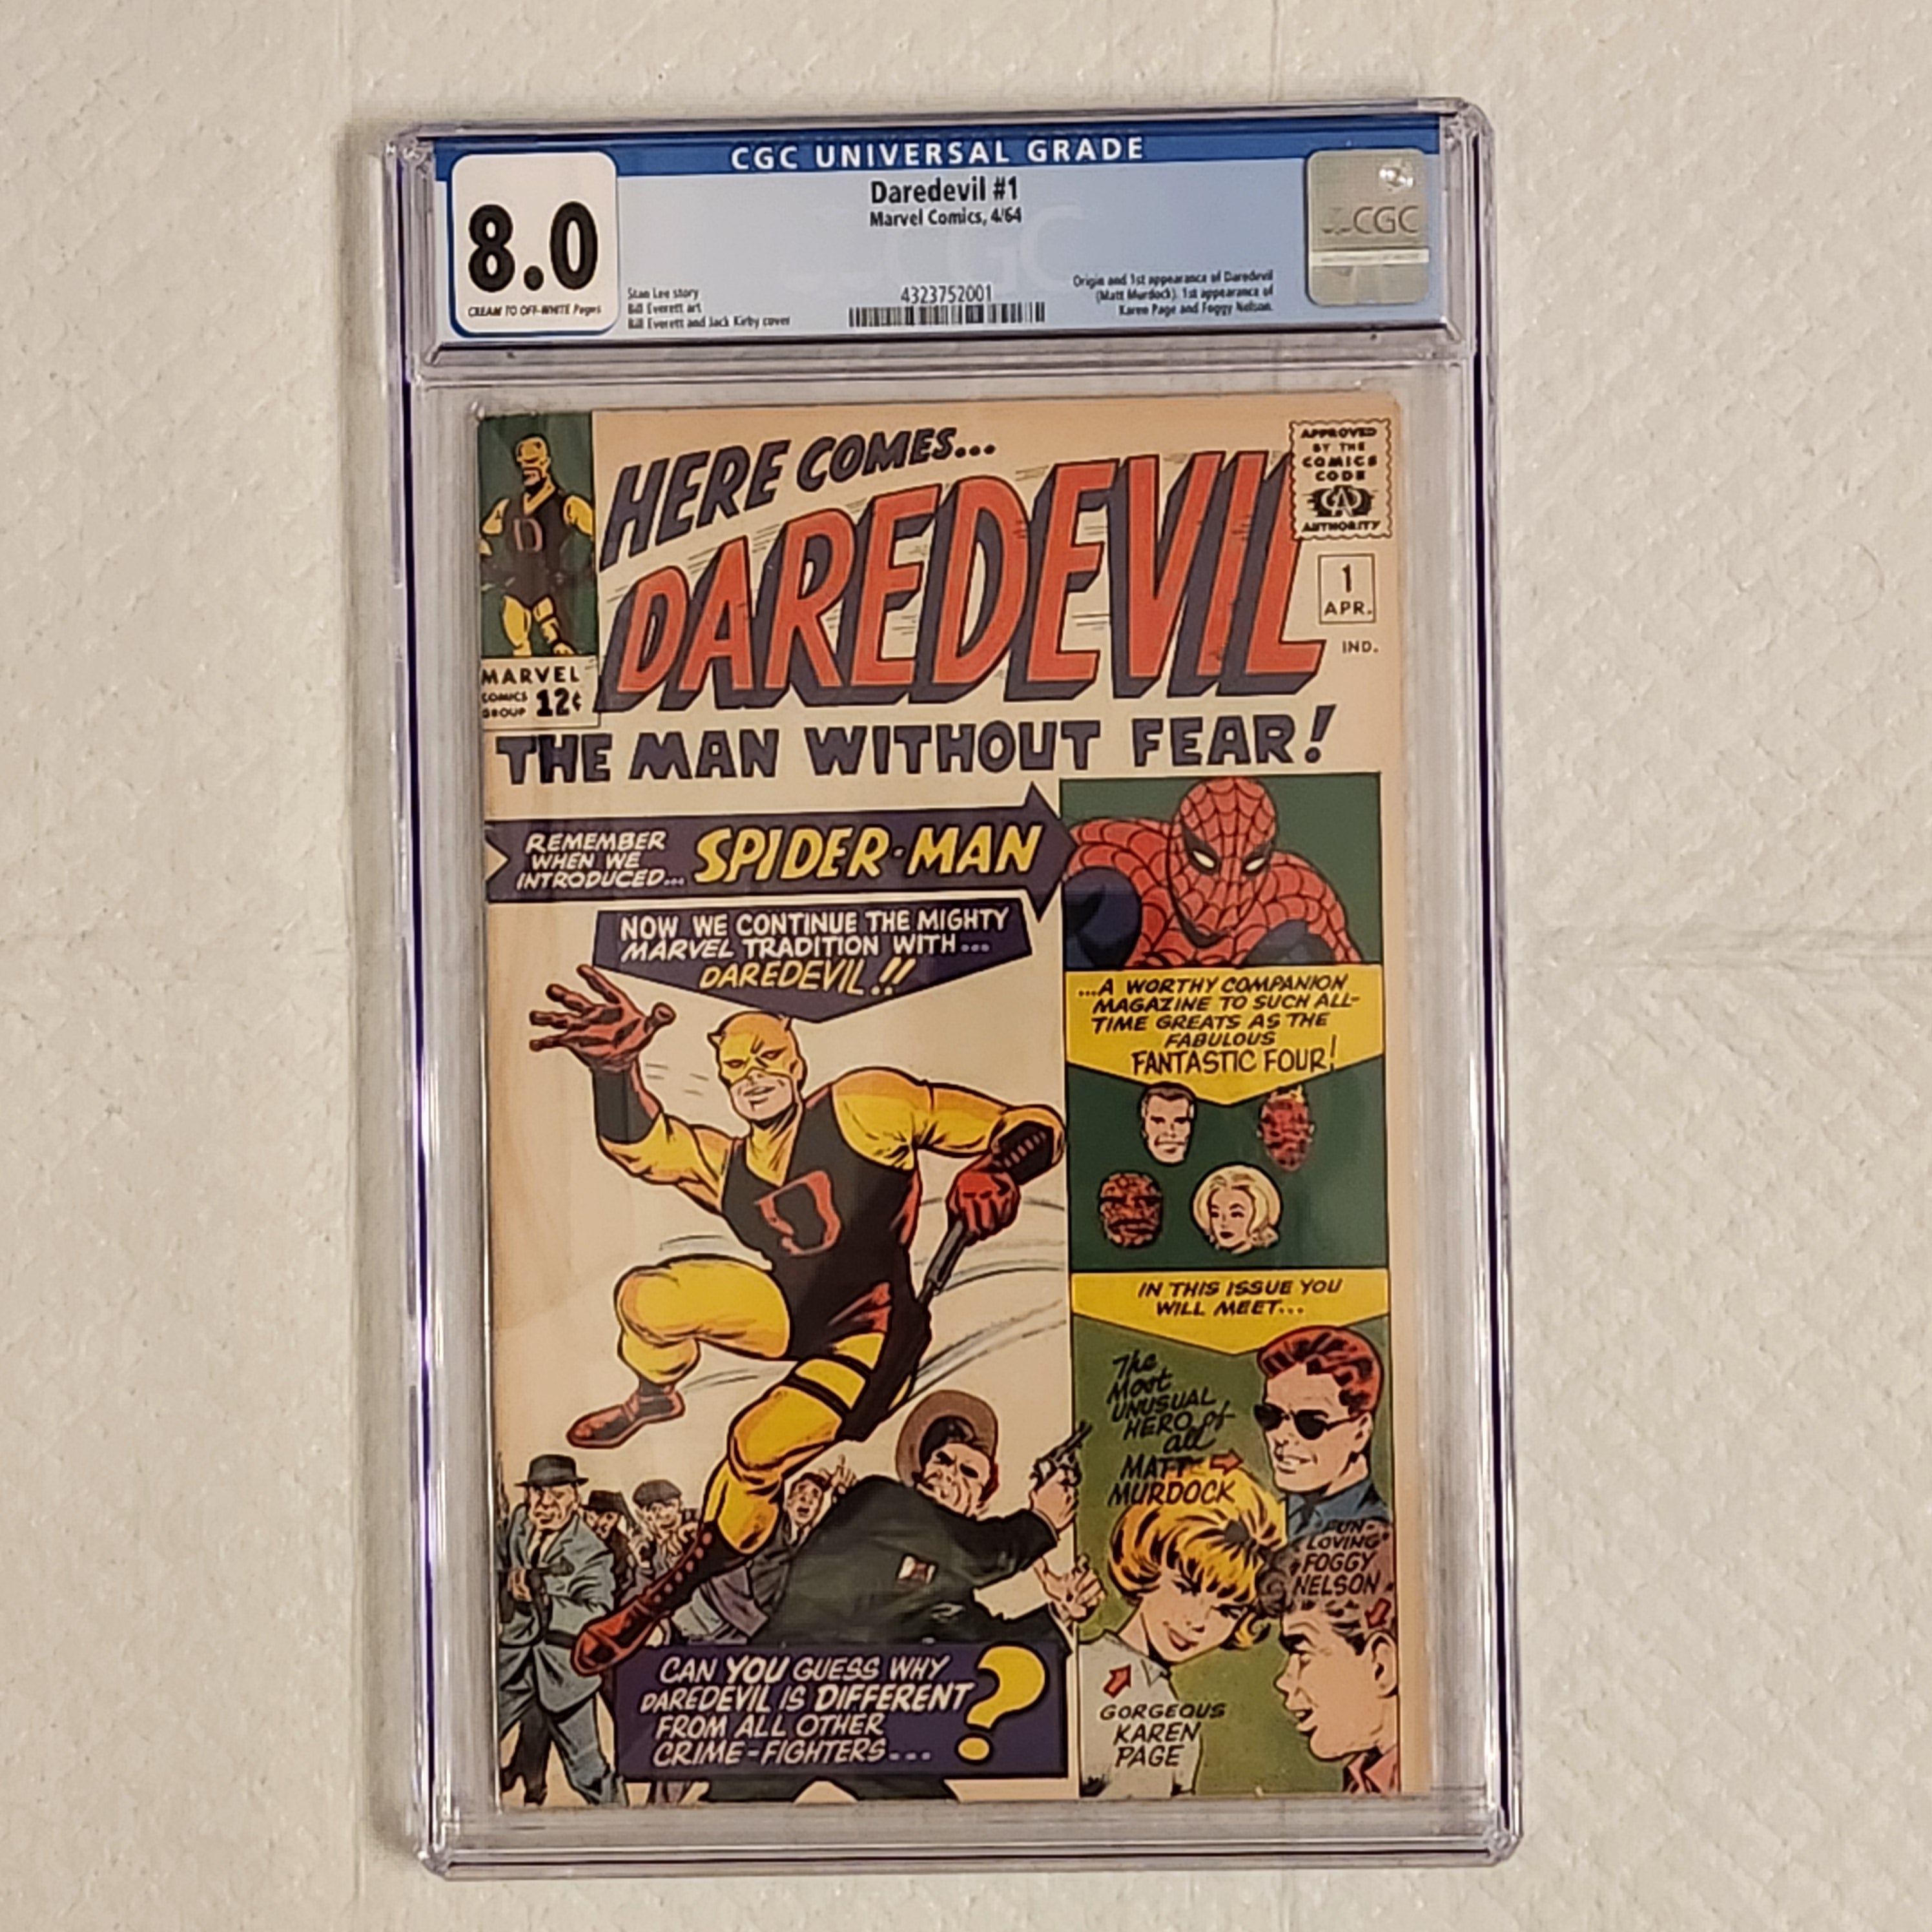 CGC UNIVERSAL GRADE
8.0
CREAM TO OFF-WHITE Pages
Daredevil #1
Marvel Comics, 4/64
Stan Lee story
Bill Everett art
Bill Everett and Jack Kirby cover
4323752001
Origin and 1st appearance of Daredevil
(Matt Murdock). 1st appearance of
Karen Page and Foggy Nelson.
CGC
D
MARVEL
COMICS
GROUP
12¢
HERE COMES...
DAREDEVIL
THE MAN WITHOUT FEAR!
APPROVED
BY THE
COMICS
CODE
AUTHORITY
1
APR.
IND.
REMEMBER
WHEN WE
INTRODUCED...
SPIDER-MAN
NOW WE CONTINUE THE MIGHTY
MARVEL TRADITION WITH...
DAREDEVIL!!
...A WORTHY COMPANION
MAGAZINE TO SUCH ALL-
TIME GREATS AS THE
FABULOUS
FANTASTIC FOUR!
D
IN THIS ISSUE YOU
WILL MEET...
The
Most
UNUSUAL
HERO of
all
MATT
MURDOCK
FUN-
LOVING
FOGGY
NELSON
GORGEOUS
KAREN
PAGE
CAN YOU GUESS WHY
DAREDEVIL IS DIFFERENT
FROM ALL OTHER
CRIME-FIGHTERS...
?